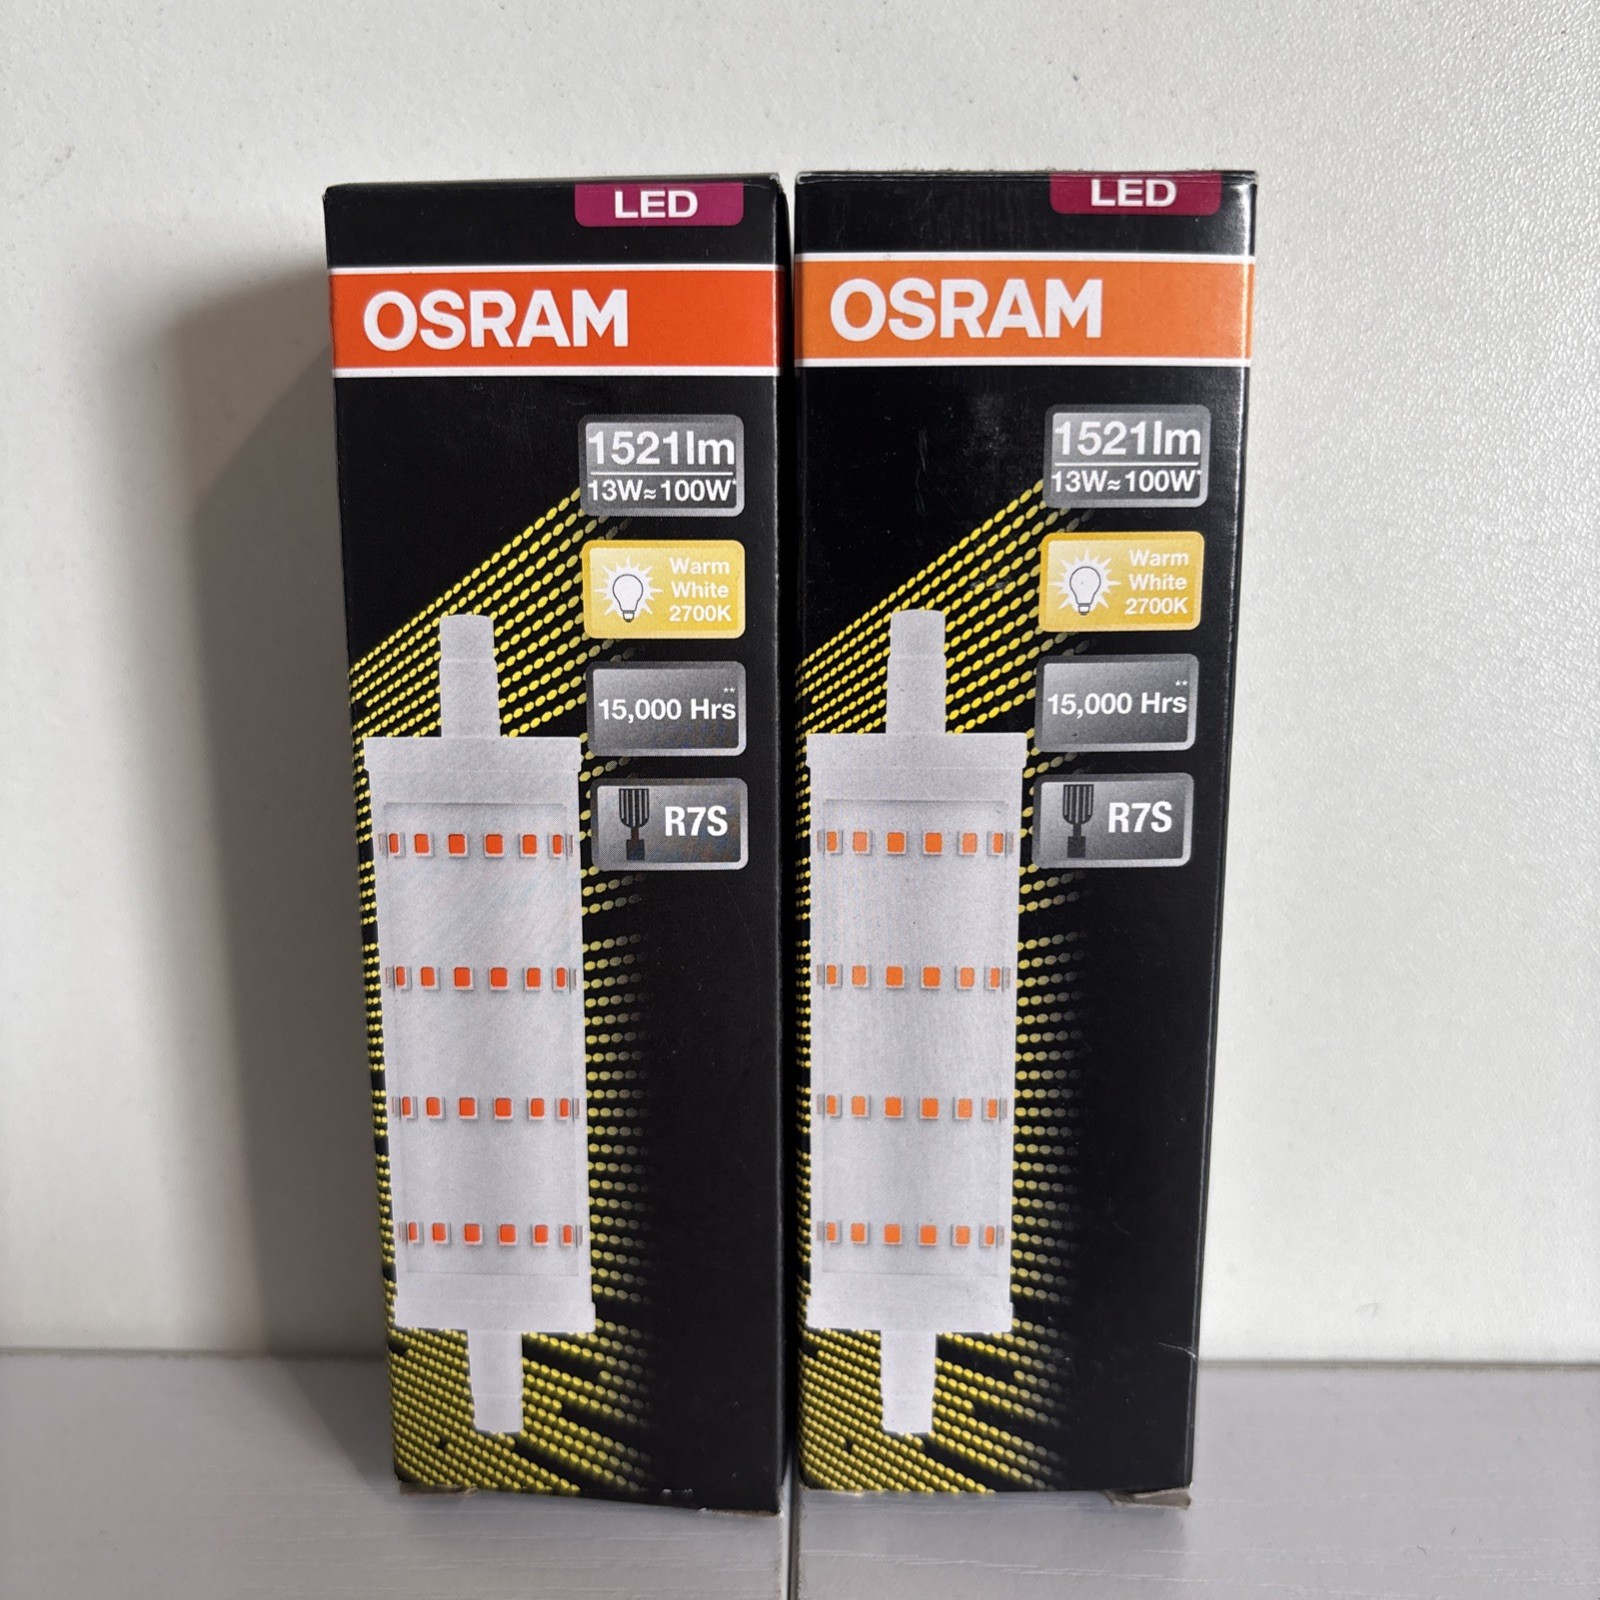 LED
OSRAM
1521lm
13W≈100W*
Warm
White
2700K
15,000 Hrs**
R7S
LED
OSRAM
1521lm
13W≈100W*
Warm
White
2700K
15,000 Hrs**
R7S